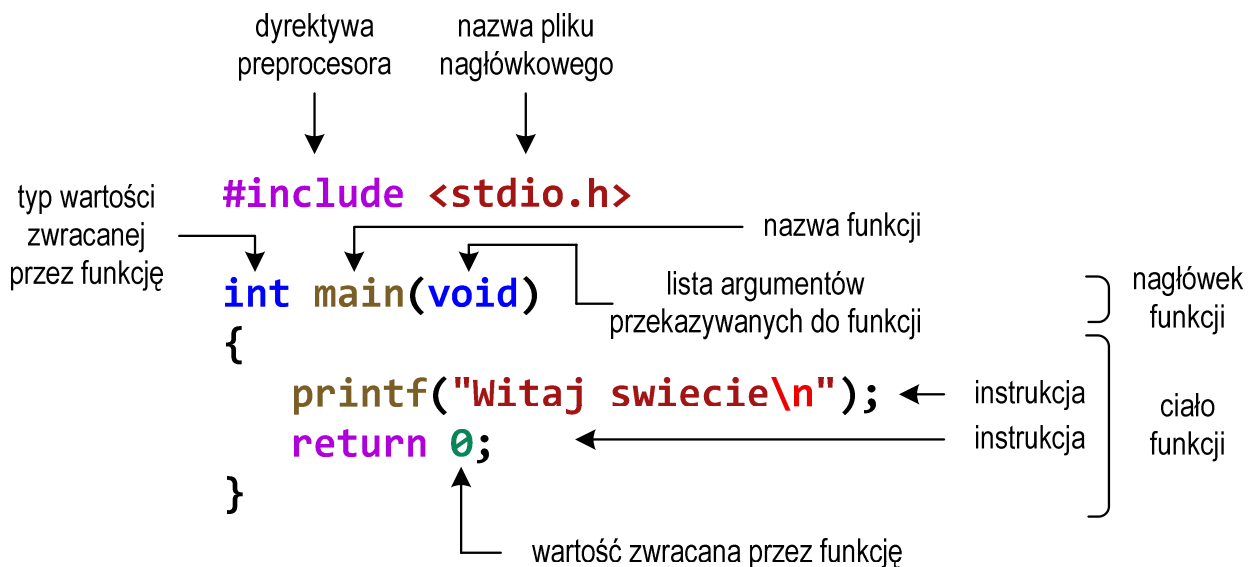 dyrektywa
preprocesora
nazwa pliku
nagłówkowego
#include <stdio.h>
typ wartości
zwracanej
przez funkcję
nazwa funkcji
int main(void)
lista argumentów
przekazywanych do funkcji
nagłówek
funkcji
{
printf("Witaj swiecie\n");
instrukcja
return 0;
instrukcja
ciało
funkcji
}
wartość zwracana przez funkcję